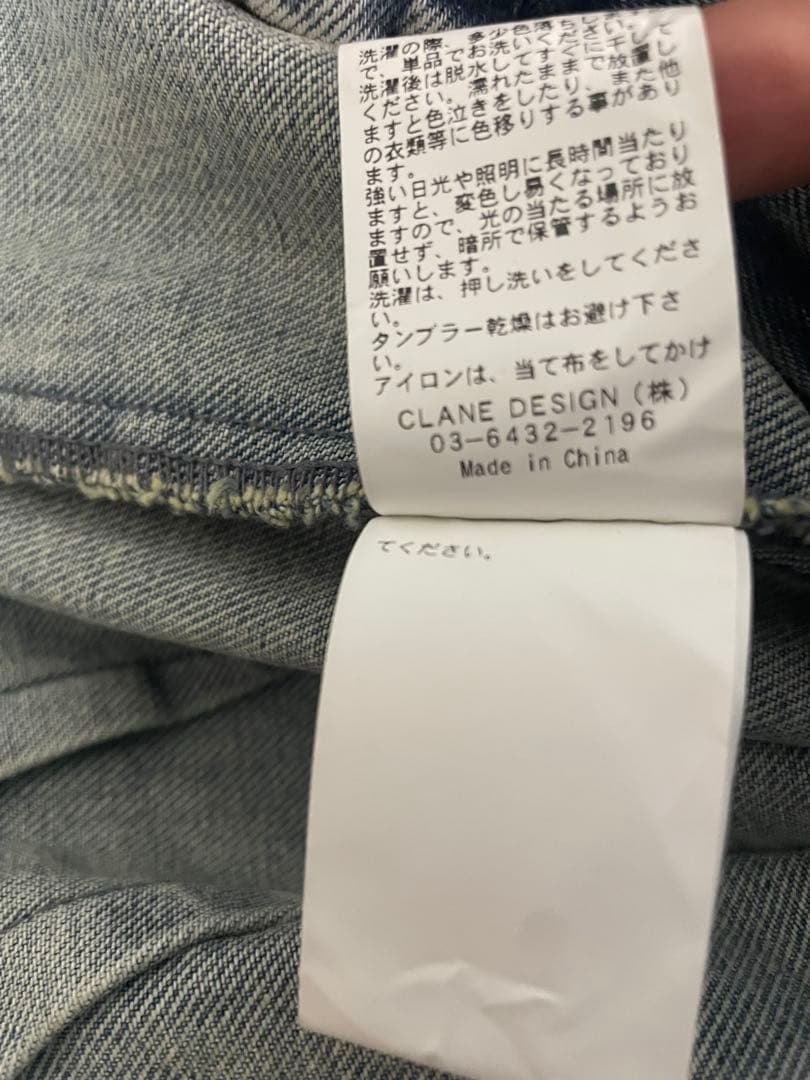 洗濯の際、多少色落ちしますの
で、単品でお洗いください。
洗濯後は脱水してすぐに干して
ください。濡れたままで放置し
ますと色泣きをしたり、また他
の衣類等に色移りする事があり
ます。
強い日光や照明に長時間当たり
ますと、変色し易くなっており
ますので、光の当たる場所に放
置せず、暗所で保管するようお
願いします。
洗濯は、押し洗いをしてくださ
い。
タンブラー乾燥はお避け下さ
い。
アイロンは、当て布をしてかけ
CLANE DESIGN（株）
03-6432-2196
Made in China
てください。